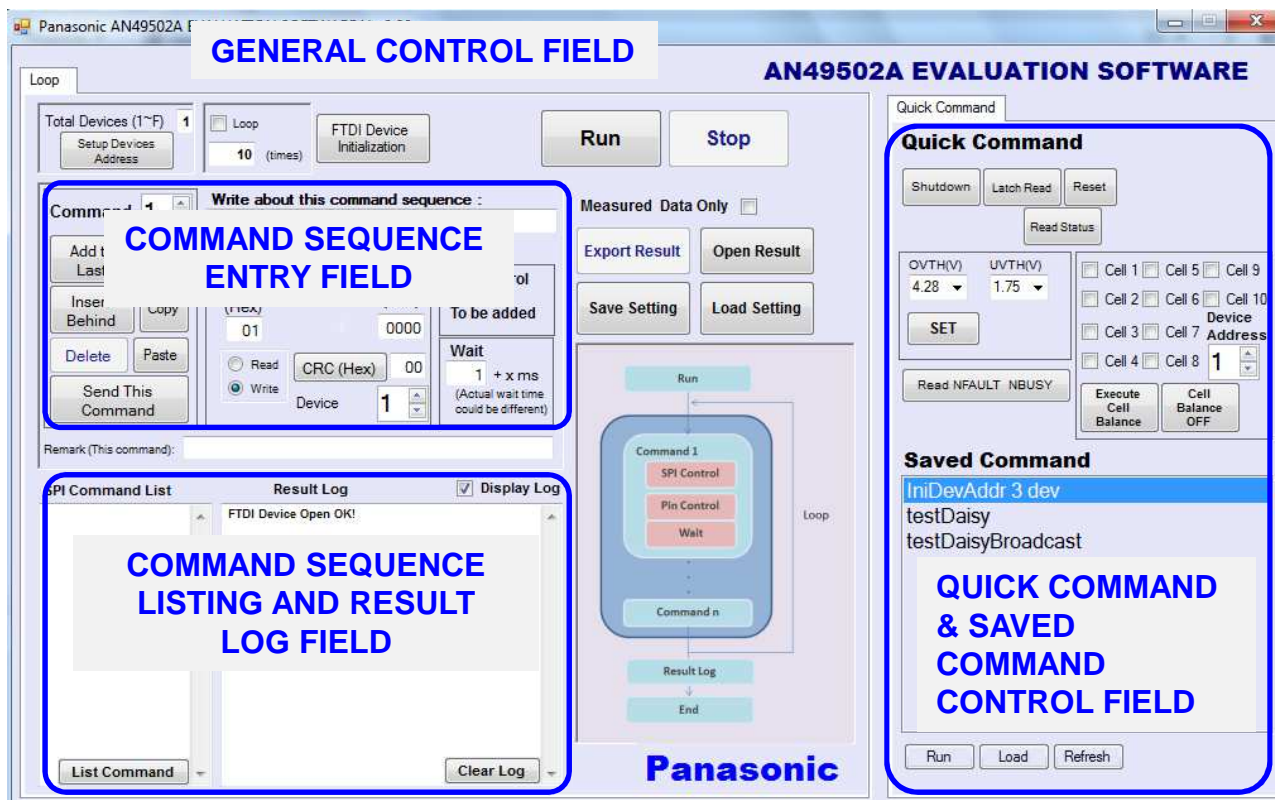 Panasonic AN49502A E
GENERAL CONTROL FIELD
AN49502A EVALUATION SOFTWARE
Loop
Total Devices (1~F) 1
Setup Devices
Address
Loop
10 (times)
FTDI Device
Initialization
Run
Stop
Command 1
Write about this command sequence :
COMMAND SEQUENCE
ENTRY FIELD
Add t
Las
Inser
Behind
Copy
(Hex)
01
0000
rol
To be added
Delete
Paste
Read
Write
CRC (Hex)
00
Device
1
Wait
1 + x ms
(Actual wait time
could be different)
Send This
Command
Remark (This command):
Measured Data Only
Export Result
Open Result
Save Setting
Load Setting
SPI Command List
Result Log
Display Log
FTDI Device Open OK!
COMMAND SEQUENCE
LISTING AND RESULT
LOG FIELD
List Command
Clear Log
Run
Command 1
SPI Control
Pin Control
Wait
.
.
.
Command n
Loop
Result Log
End
Panasonic
Quick Command
Quick Command
Shutdown
Latch Read
Reset
Read Status
OVTH(V)
UVTH(V)
4.28
1.75
SET
Read NFAULT NBUSY
Cell 1 Cell 5 Cell 9
Cell 2 Cell 6 Cell 10
Cell 3 Cell 7
Cell 4 Cell 8
Device
Address
1
Execute
Cell
Balance
Cell
Balance
OFF
Saved Command
IniDevAddr 3 dev
testDaisy
testDaisyBroadcast
QUICK COMMAND
& SAVED
COMMAND
CONTROL FIELD
Run
Load
Refresh